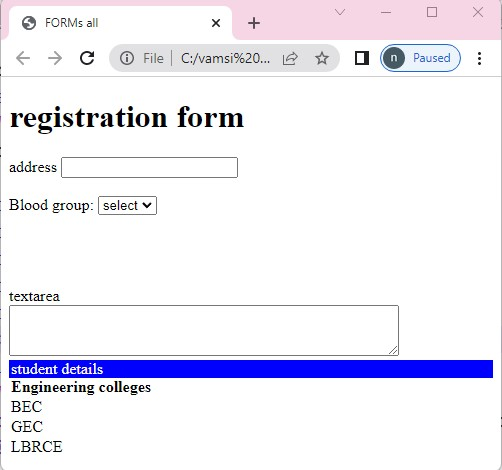 FORMs all
File
C:/vamsi%20...
n
Paused
registration form
address
Blood group: select
textarea
student details
Engineering colleges
BEC
GEC
LBRCE